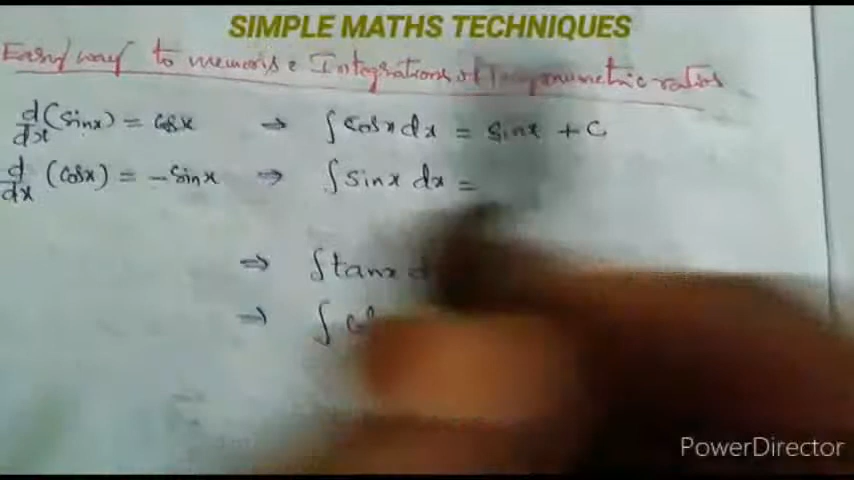 SIMPLE MATHS TECHNIQUES
Easy way to memorise Integrations of Trigonometric ratios
d/dx (sinx) = cosx ⇒ ∫ cosx dx = sinx + C
d/dx (cosx) = -sinx ⇒ ∫ sinx dx =
⇒ ∫ tanx d
⇒ ∫
PowerDirector